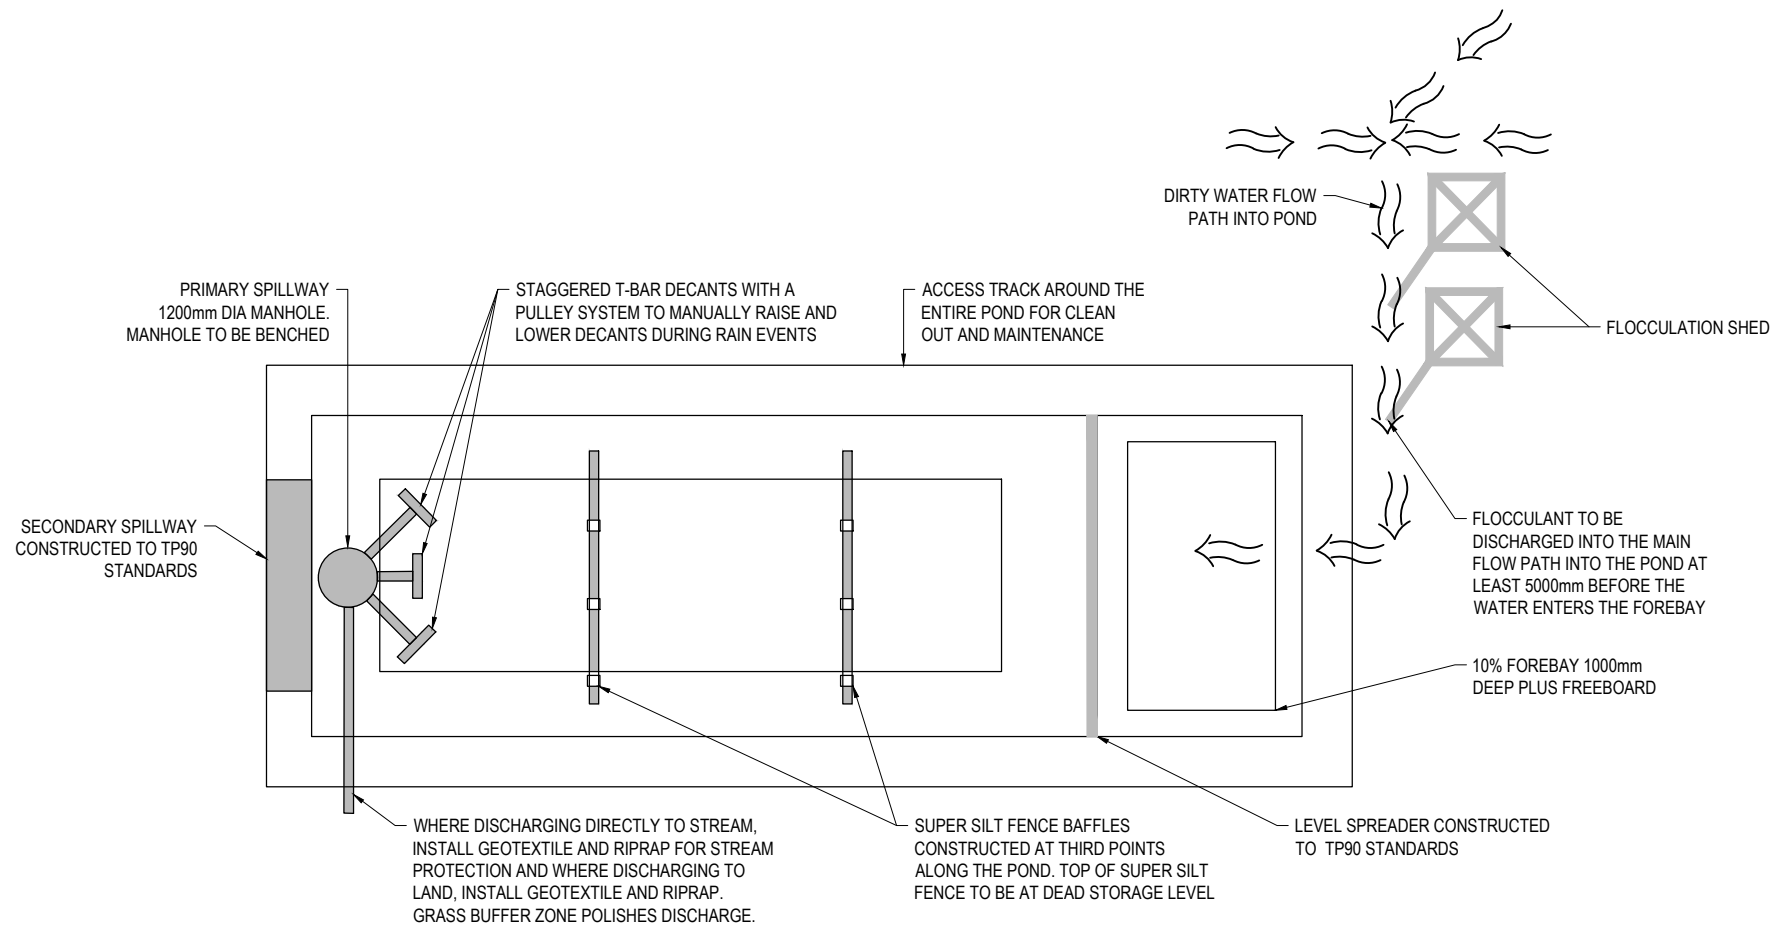 DIRTY WATER FLOW
PATH INTO POND
PRIMARY SPILLWAY
1200mm DIA MANHOLE.
MANHOLE TO BE BENCHED
STAGGERED T-BAR DECANTS WITH A
PULLEY SYSTEM TO MANUALLY RAISE AND
LOWER DECANTS DURING RAIN EVENTS
ACCESS TRACK AROUND THE
ENTIRE POND FOR CLEAN
OUT AND MAINTENANCE
FLOCCULATION SHED
SECONDARY SPILLWAY
CONSTRUCTED TO TP90
STANDARDS
FLOCCULANT TO BE
DISCHARGED INTO THE MAIN
FLOW PATH INTO THE POND AT
LEAST 5000mm BEFORE THE
WATER ENTERS THE FOREBAY
10% FOREBAY 1000mm
DEEP PLUS FREEBOARD
WHERE DISCHARGING DIRECTLY TO STREAM,
INSTALL GEOTEXTILE AND RIPRAP FOR STREAM
PROTECTION AND WHERE DISCHARGING TO
LAND, INSTALL GEOTEXTILE AND RIPRAP.
GRASS BUFFER ZONE POLISHES DISCHARGE.
SUPER SILT FENCE BAFFLES
CONSTRUCTED AT THIRD POINTS
ALONG THE POND. TOP OF SUPER SILT
FENCE TO BE AT DEAD STORAGE LEVEL
LEVEL SPREADER CONSTRUCTED
TO TP90 STANDARDS